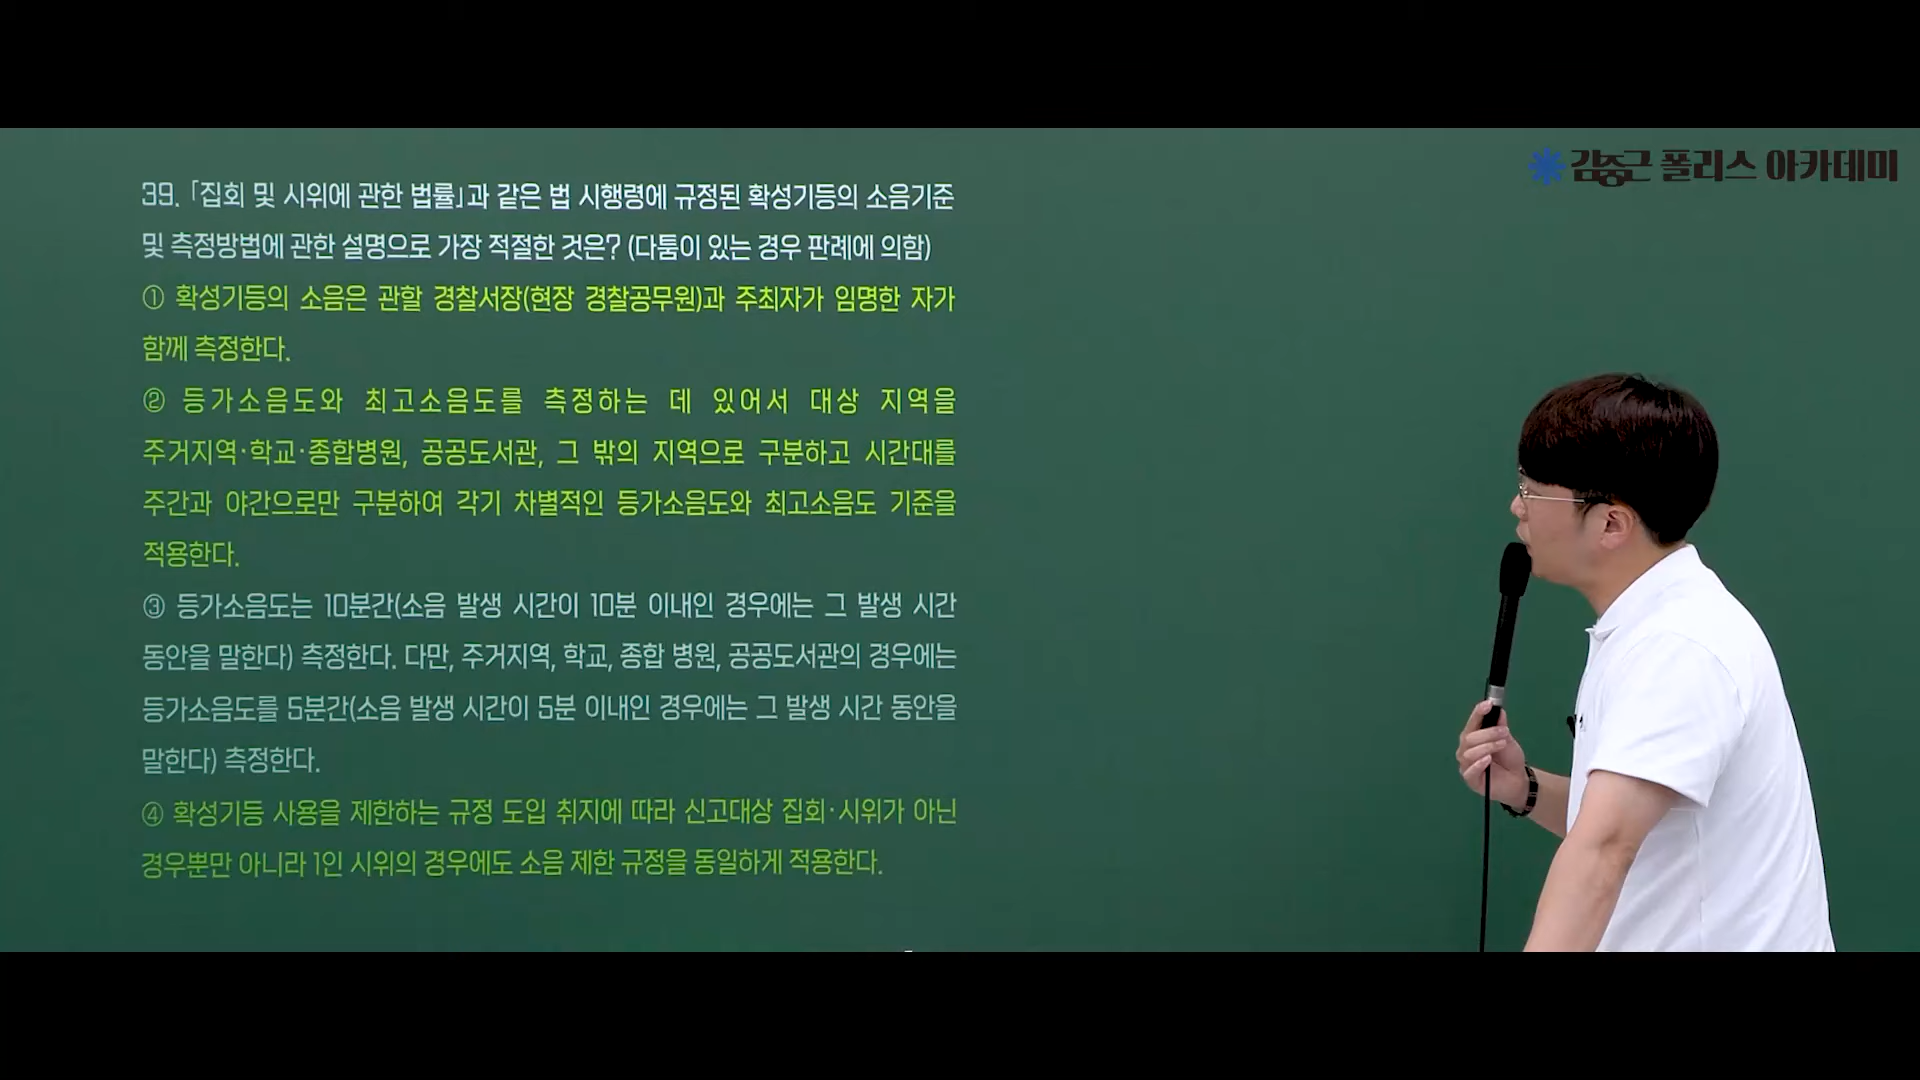 김중근 폴리스 아카데미
39. 「집회 및 시위에 관한 법률」과 같은 법 시행령에 규정된 확성기등의 소음기준
및 측정방법에 관한 설명으로 가장 적절한 것은? (다툼이 있는 경우 판례에 의함)
① 확성기등의 소음은 관할 경찰서장(현장 경찰공무원)과 주최자가 임명한 자가
함께 측정한다.
② 등가소음도와 최고소음도를 측정하는 데 있어서 대상 지역을
주거지역·학교·종합병원, 공공도서관, 그 밖의 지역으로 구분하고 시간대를
주간과 야간으로만 구분하여 각기 차별적인 등가소음도와 최고소음도 기준을
적용한다.
③ 등가소음도는 10분간(소음 발생 시간이 10분 이내인 경우에는 그 발생 시간
동안을 말한다) 측정한다. 다만, 주거지역, 학교, 종합 병원, 공공도서관의 경우에는
등가소음도를 5분간(소음 발생 시간이 5분 이내인 경우에는 그 발생 시간 동안을
말한다) 측정한다.
④ 확성기등 사용을 제한하는 규정 도입 취지에 따라 신고대상 집회·시위가 아닌
경우뿐만 아니라 1인 시위의 경우에도 소음 제한 규정을 동일하게 적용한다.